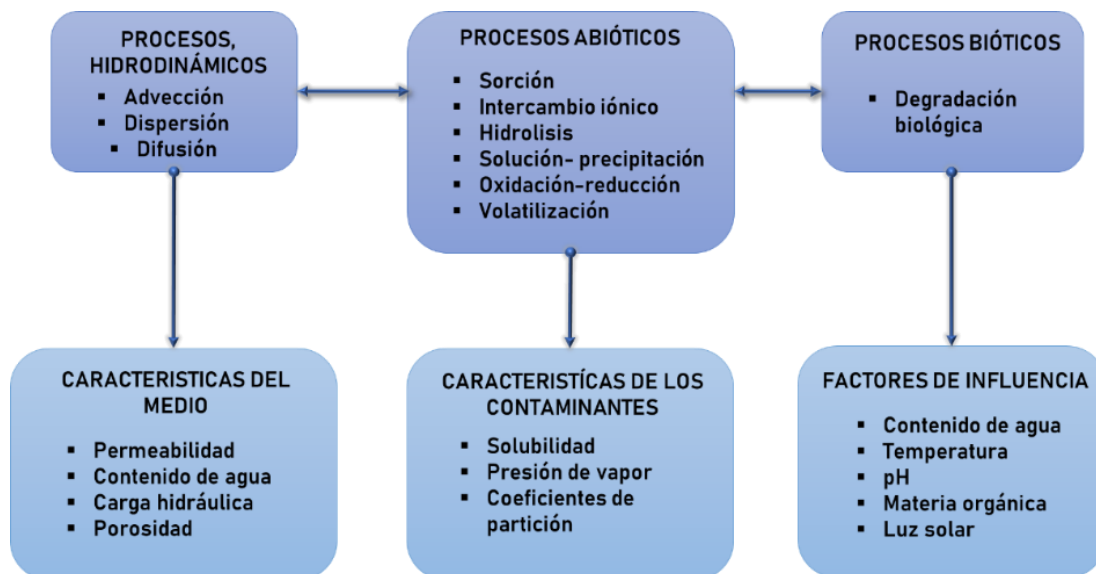 PROCESOS,
HIDRODINÁMICOS
▪ Advección
▪ Dispersión
▪ Difusión
PROCESOS ABIÓTICOS
▪ Sorción
▪ Intercambio iónico
▪ Hidrolisis
▪ Solución- precipitación
▪ Oxidación-reducción
▪ Volatilización
PROCESOS BIÓTICOS
▪ Degradación
biológica
CARACTERISTICAS DEL
MEDIO
▪ Permeabilidad
▪ Contenido de agua
▪ Carga hidráulica
▪ Porosidad
CARACTERISTÍCAS DE LOS
CONTAMINANTES
▪ Solubilidad
▪ Presión de vapor
▪ Coeficientes de
partición
FACTORES DE INFLUENCIA
▪ Contenido de agua
▪ Temperatura
▪ pH
▪ Materia orgánica
▪ Luz solar